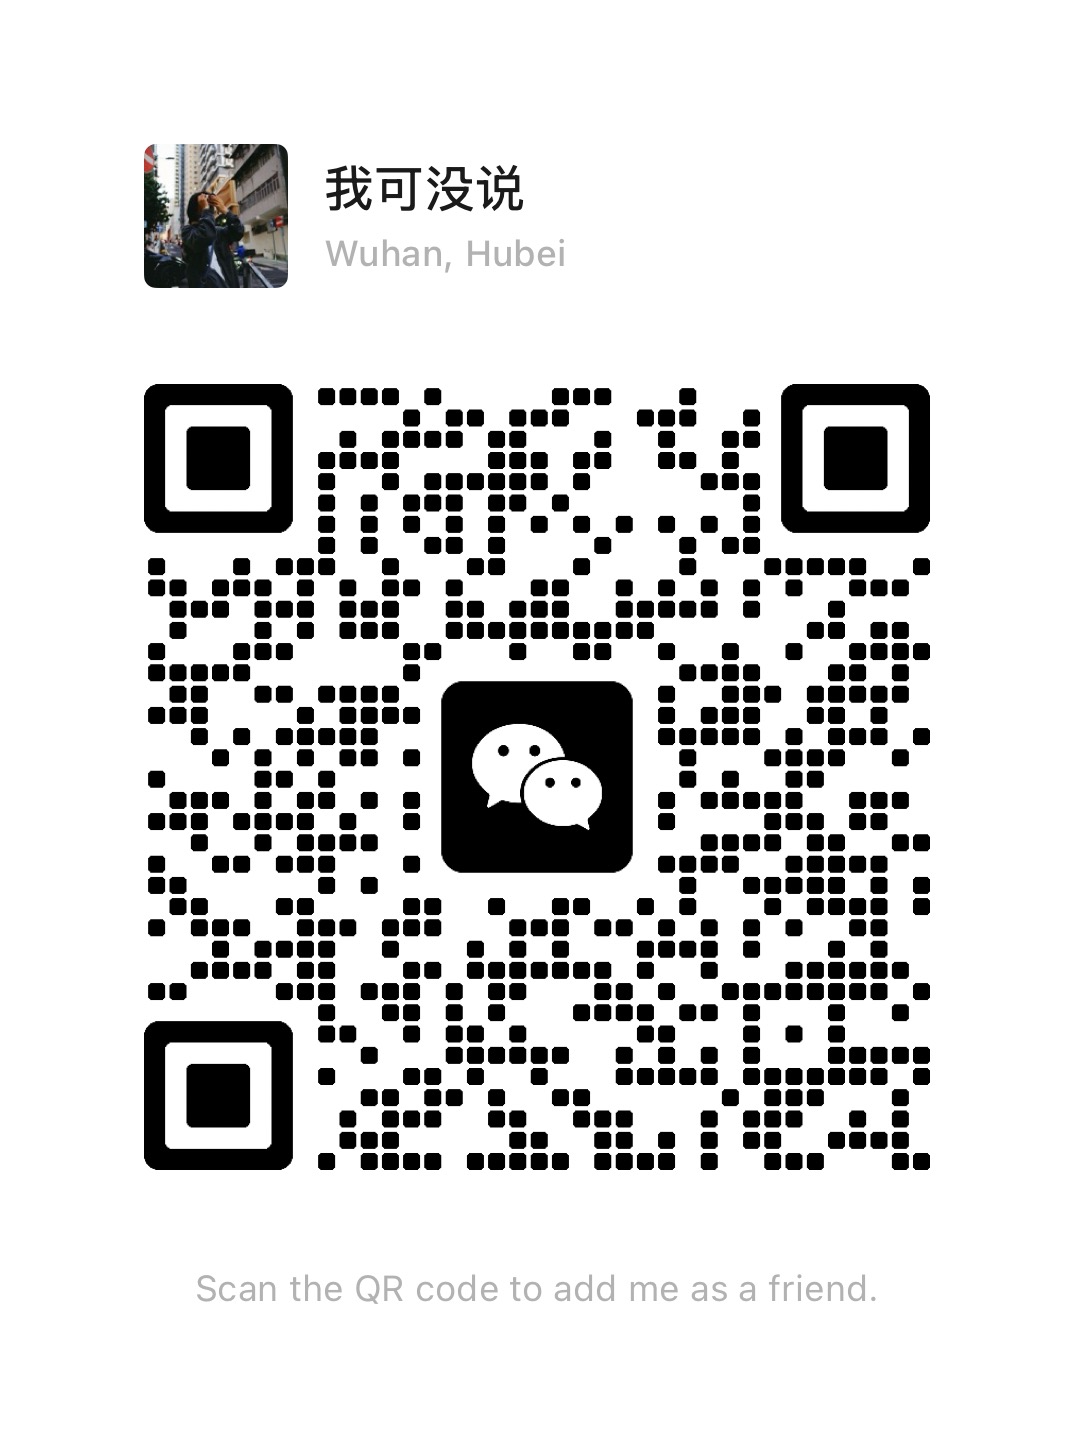 我可没说
Wuhan, Hubei
Scan the QR code to add me as a friend.